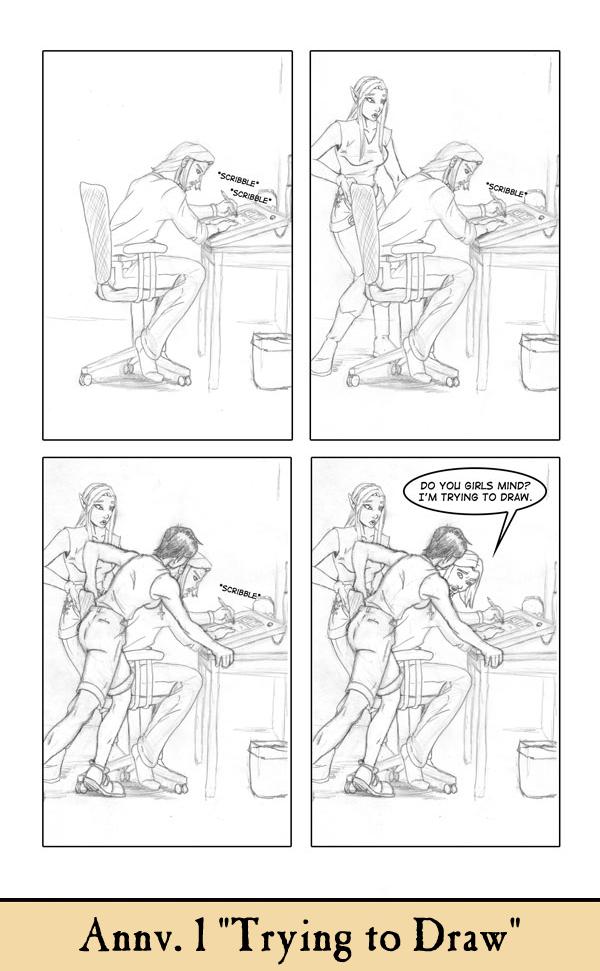 *SCRIBBLE*
*SCRIBBLE*
*SCRIBBLE*
*SCRIBBLE*
DO YOU GIRLS MIND?
I'M TRYING TO DRAW.
Annv. 1 "Trying to Draw"